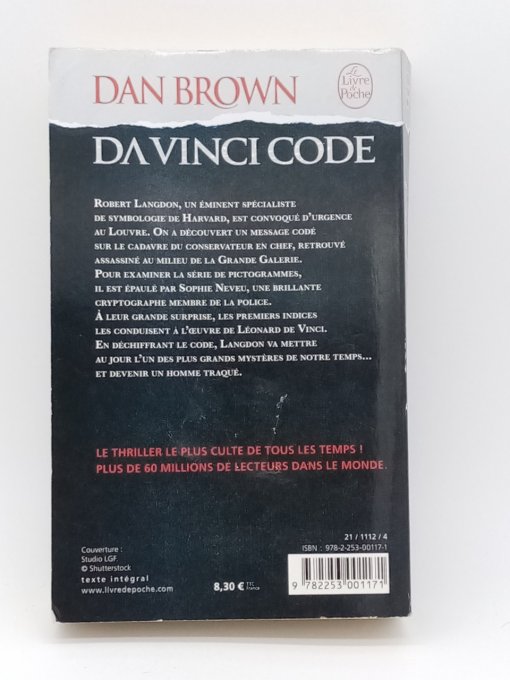 DAN BROWN
Le
Livre
de
Poche
DA VINCI CODE
ROBERT LANGDON, UN ÉMINENT SPÉCIALISTE
DE SYMBOLOGIE DE HARVARD, EST CONVOQUÉ D'URGENCE
AU LOUVRE. ON A DÉCOUVERT UN MESSAGE CODÉ
SUR LE CADAVRE DU CONSERVATEUR EN CHEF, RETROUVÉ
ASSASSINÉ AU MILIEU DE LA GRANDE GALERIE.
POUR EXAMINER LA SÉRIE DE PICTOGRAMMES,
IL EST ÉPAULÉ PAR SOPHIE NEVEU, UNE BRILLANTE
CRYPTOGRAPHE MEMBRE DE LA POLICE.
À LEUR GRANDE SURPRISE, LES PREMIERS INDICES
LES CONDUISENT À L'ŒUVRE DE LÉONARD DE VINCI.
EN DÉCHIFFRANT LE CODE, LANGDON VA METTRE
AU JOUR L'UN DES PLUS GRANDS MYSTÈRES DE NOTRE TEMPS...
ET DEVENIR UN HOMME TRAQUÉ.
LE THRILLER LE PLUS CULTE DE TOUS LES TEMPS !
PLUS DE 60 MILLIONS DE LECTEURS DANS LE MONDE.
21 / 1112 / 4
ISBN : 978-2-253-00117-1
Couverture :
Studio LGF.
© Shutterstock
texte intégral
www.livredepoche.com
8,30 € TTC France
9 782253 001171